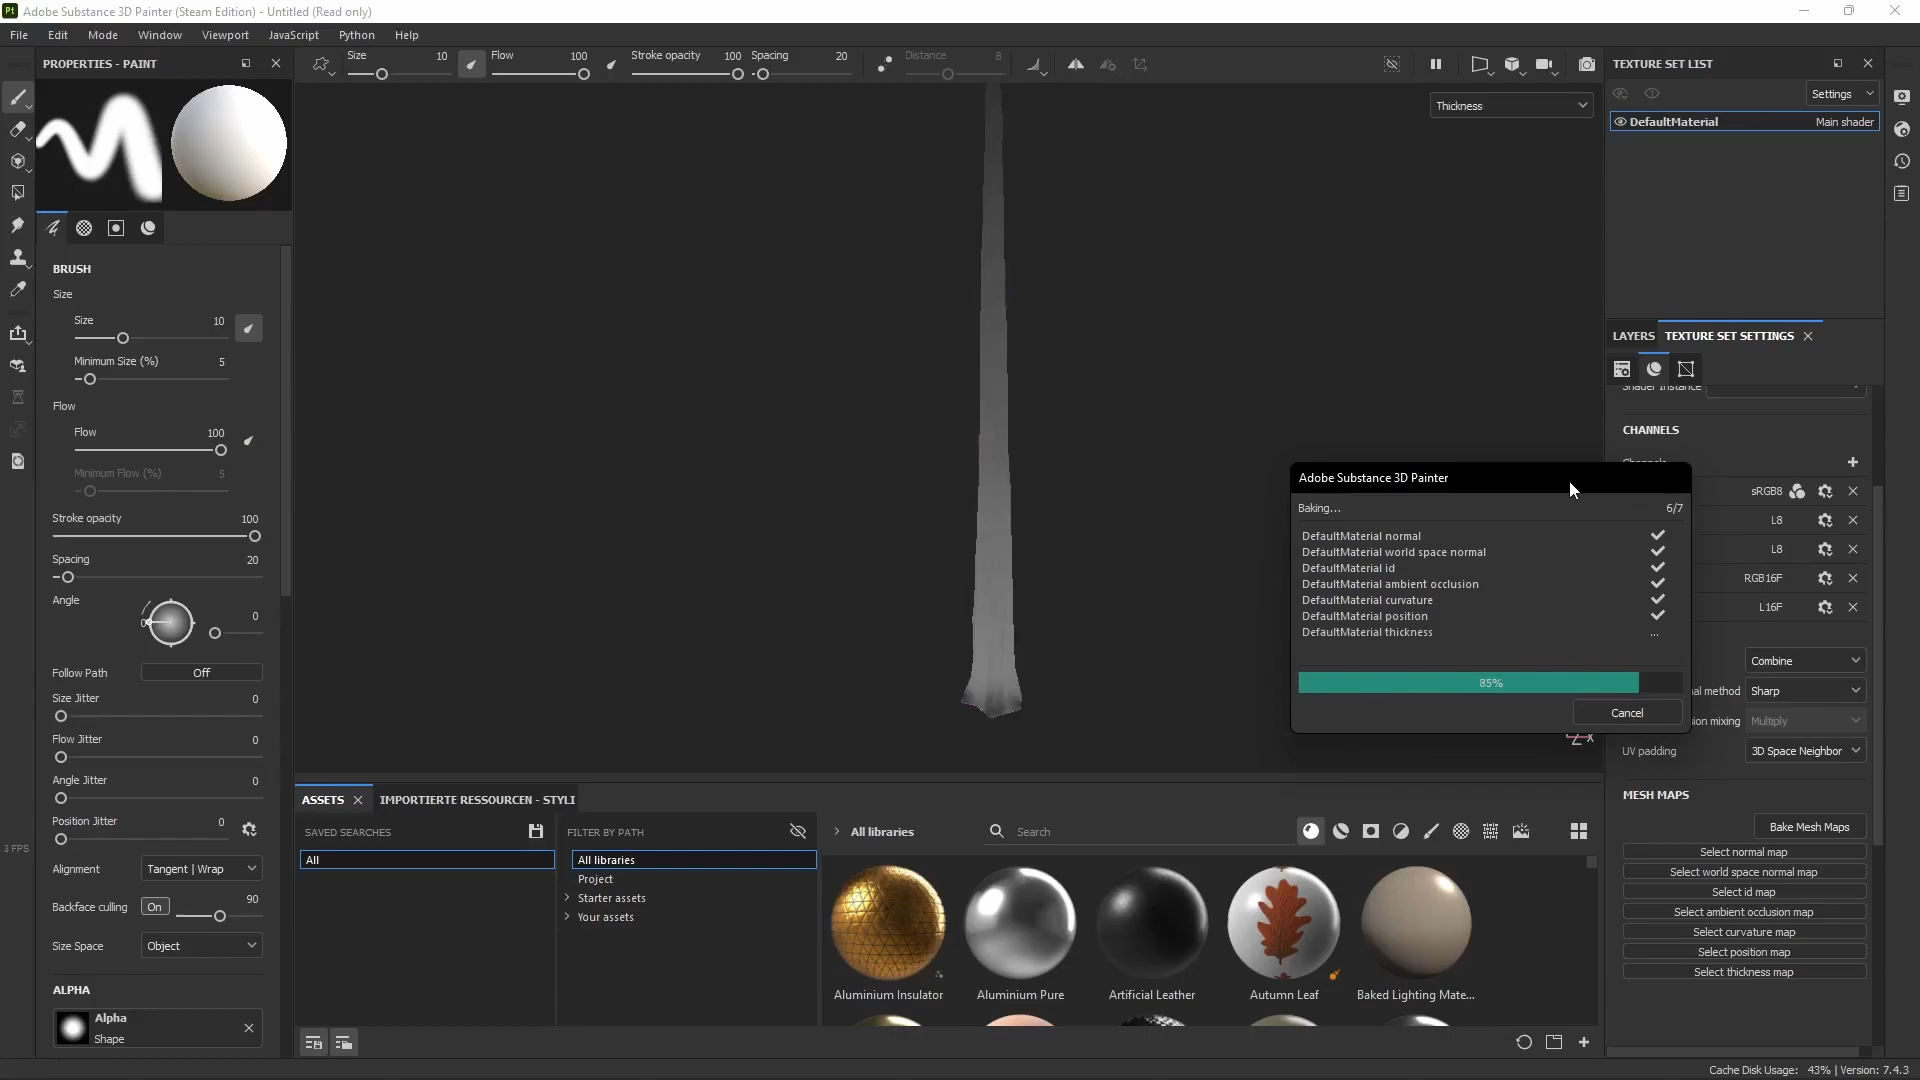 Pt Adobe Substance 3D Painter (Steam Edition) - Untitled (Read only)
File Edit Mode Window Viewport JavaScript Python Help
PROPERTIES - PAINT
Size 10 Flow 100 Stroke opacity 100 Spacing 20 Distance 8
Thickness
TEXTURE SET LIST
Settings
DefaultMaterial Main shader
BRUSH
Size
Size 10
Minimum Size (%) 5
Flow
Flow 100
Minimum Flow (%) 5
Stroke opacity 100
Spacing 20
Angle 0
0
Follow Path Off
Size Jitter 0
Flow Jitter 0
Angle Jitter 0
Position Jitter 0
3 FPS
Alignment Tangent | Wrap
Backface culling On 90
Size Space Object
ALPHA
Alpha
Shape
LAYERS TEXTURE SET SETTINGS
Shader Instance
CHANNELS
Channels
sRGB8
L8
L8
RGB16F
L16F
Combine
al method Sharp
ion mixing Multiply
UV padding 3D Space Neighbor
MESH MAPS
Bake Mesh Maps
Select normal map
Select world space normal map
Select id map
Select ambient occlusion map
Select curvature map
Select position map
Select thickness map
Adobe Substance 3D Painter
Baking... 6/7
DefaultMaterial normal
DefaultMaterial world space normal
DefaultMaterial id
DefaultMaterial ambient occlusion
DefaultMaterial curvature
DefaultMaterial position
DefaultMaterial thickness ...
85%
Cancel
Z X
ASSETS IMPORTIERTE RESSOURCEN - STYLI
SAVED SEARCHES
All
FILTER BY PATH
All libraries
Project
Starter assets
Your assets
All libraries
Search
Aluminium Insulator
Aluminium Pure
Artificial Leather
Autumn Leaf
Baked Lighting Mate...
Cache Disk Usage: 43% | Version: 7.4.3